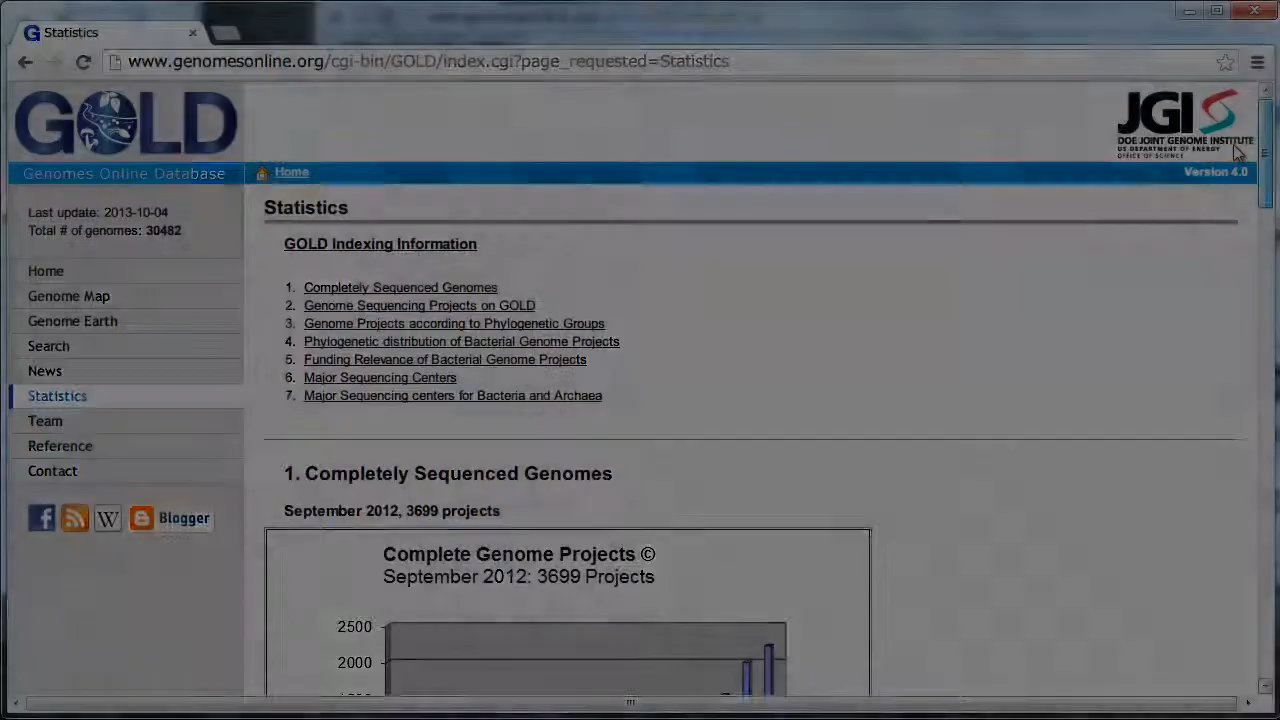 Statistics
www.genomesonline.org/cgi-bin/GOLD/index.cgi?page_requested=Statistics
GOLD
JGI
DOE JOINT GENOME INSTITUTE
US DEPARTMENT OF ENERGY
OFFICE OF SCIENCE
Genomes Online Database
Home
Version 4.0
Last update: 2013-10-04
Total # of genomes: 30482
Home
Genome Map
Genome Earth
Search
News
Statistics
Team
Reference
Contact
f
W
Blogger
Statistics
GOLD Indexing Information
1. Completely Sequenced Genomes
2. Genome Sequencing Projects on GOLD
3. Genome Projects according to Phylogenetic Groups
4. Phylogenetic distribution of Bacterial Genome Projects
5. Funding Relevance of Bacterial Genome Projects
6. Major Sequencing Centers
7. Major Sequencing centers for Bacteria and Archaea
1. Completely Sequenced Genomes
September 2012, 3699 projects
Complete Genome Projects ©
September 2012: 3699 Projects
2500
2000